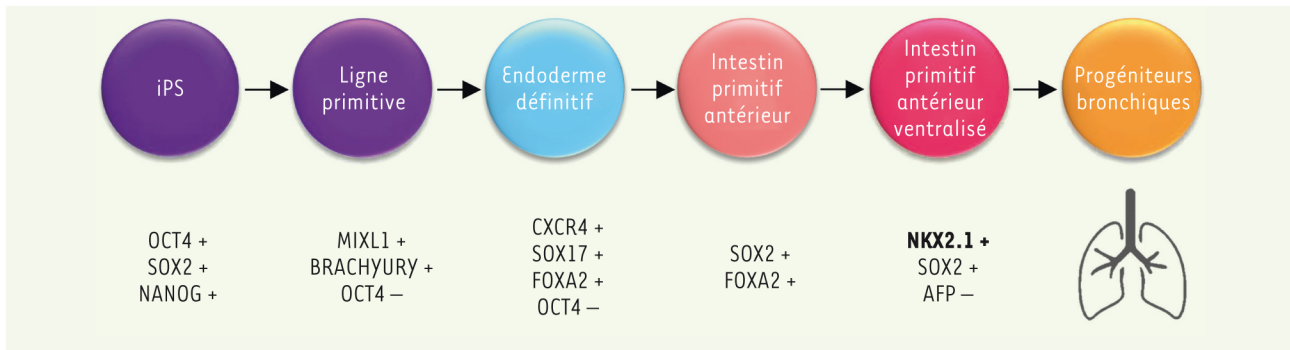 iPS
Ligne
primitive
Endoderme
définitif
Intestin
primitif
antérieur
Intestin
primitif
antérieur
ventralisé
Progéniteurs
bronchiques
OCT4 +
SOX2 +
NANOG +
MIXL1 +
BRACHYURY +
OCT4 –
CXCR4 +
SOX17 +
FOXA2 +
OCT4 –
SOX2 +
FOXA2 +
NKX2.1 +
SOX2 +
AFP –